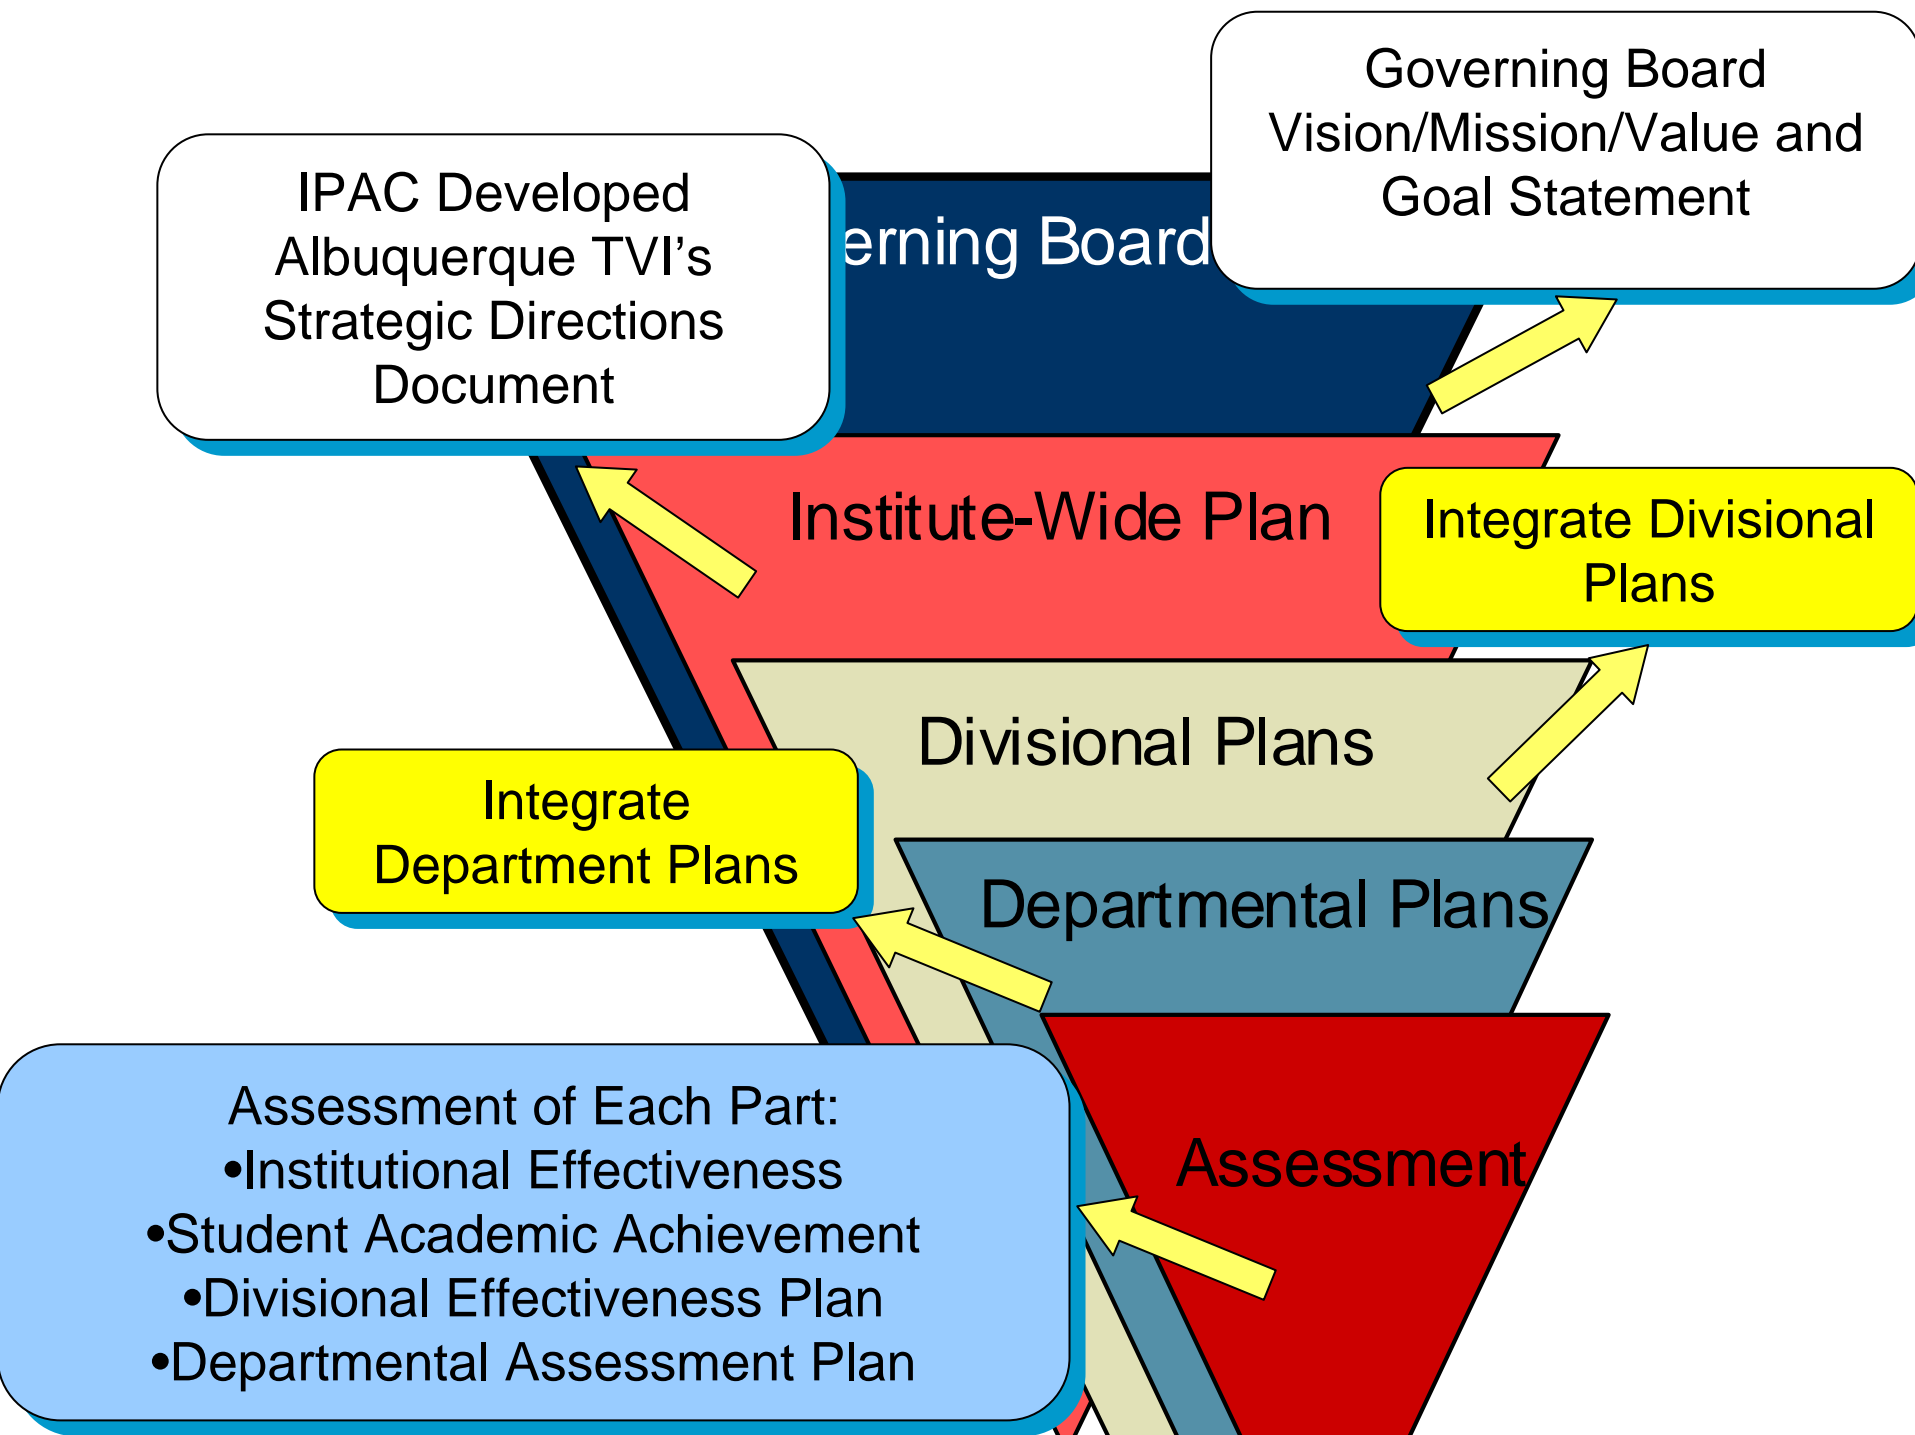 Governing Board
Vision/Mission/Value and
Goal Statement
IPAC Developed
Albuquerque TVI’s
Strategic Directions
Document
erning Board
Institute-Wide Plan
Integrate Divisional
Plans
Divisional Plans
Integrate
Department Plans
Departmental Plans
Assessment of Each Part:
•Institutional Effectiveness
•Student Academic Achievement
•Divisional Effectiveness Plan
•Departmental Assessment Plan
Assessment